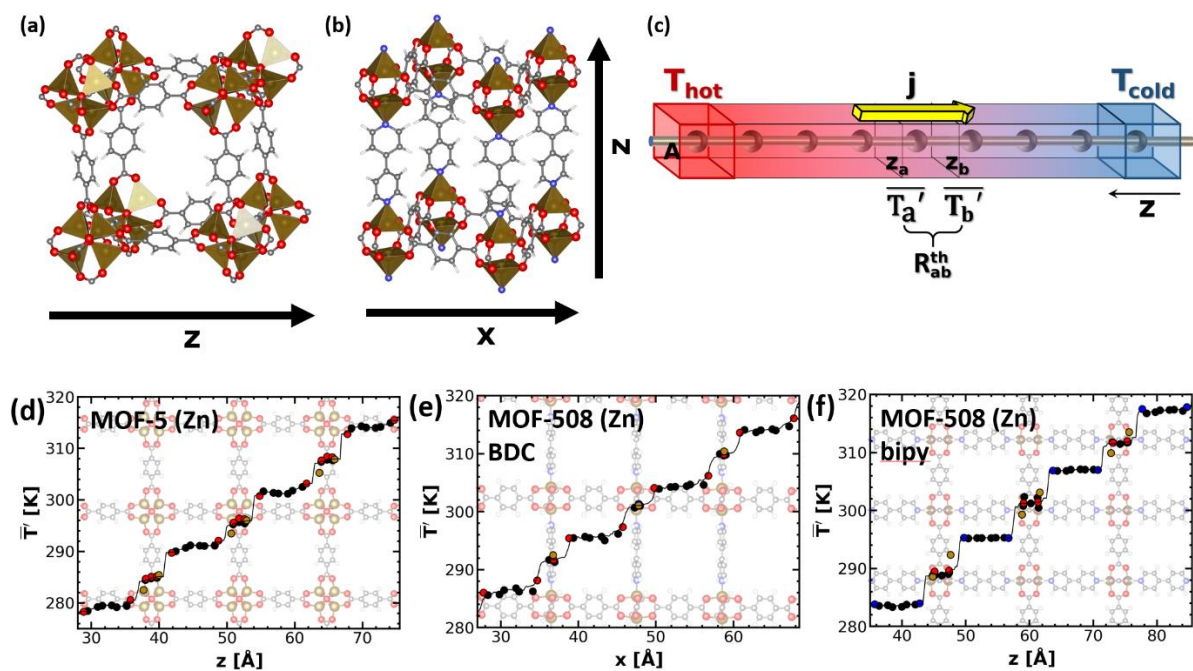 (a)
z
(b)
x
z
(c)
T_hot
T_cold
j
A
z_a
z_b
T̅_a'
T̅_b'
R_ab^th
z
(d)
MOF-5 (Zn)
320
310
300
290
280
T̅' [K]
30 40 50 60 70
z [Å]
(e)
MOF-508 (Zn)
BDC
320
310
300
290
280
T̅' [K]
30 40 50 60
x [Å]
(f)
MOF-508 (Zn)
bipy
320
310
300
290
280
T̅' [K]
40 50 60 70 80
z [Å]